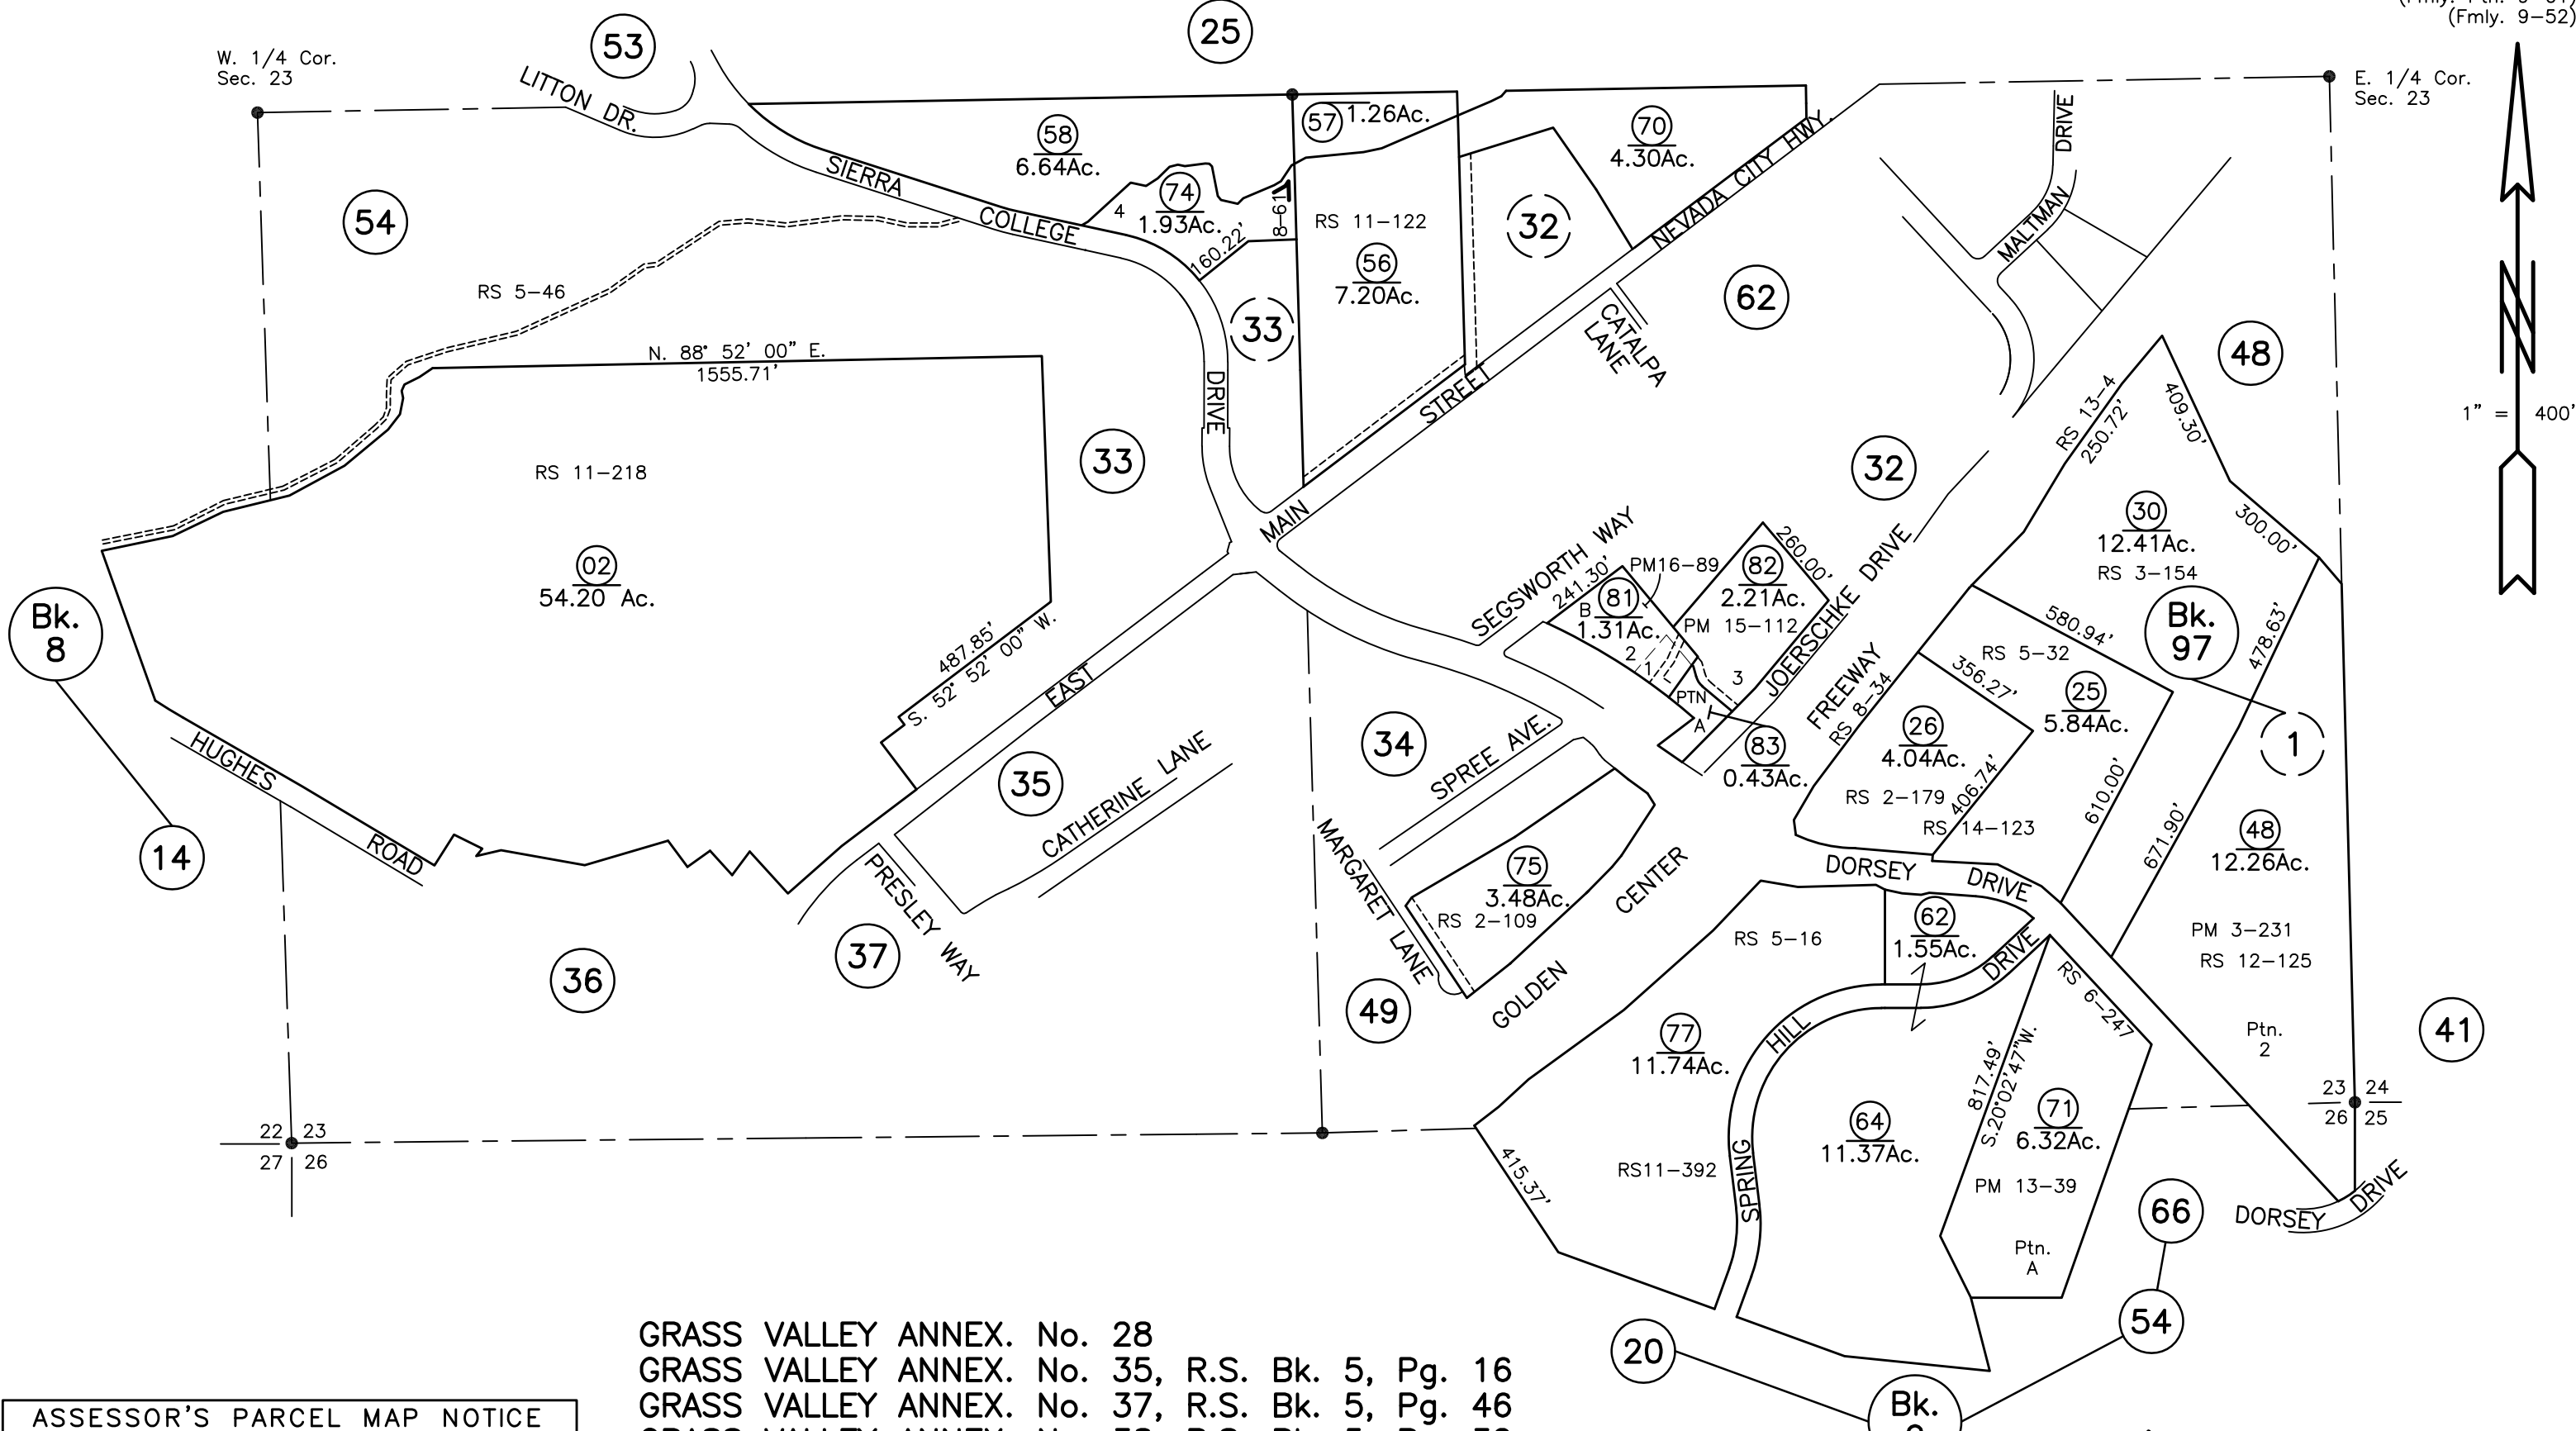 (Fmly. 9-52)
53
25
W. 1/4 Cor.
Sec. 23
E. 1/4 Cor.
Sec. 23
LITTON DR.
58
6.64Ac.
57
1.26Ac.
70
4.30Ac.
NEVADA CITY HWY.
MALTMAN DRIVE
54
SIERRA COLLEGE DRIVE
4
74
1.93Ac.
160.22'
8-61
1
RS 11-122
56
7.20Ac.
32
RS 5-46
33
62
CATALPA
LANE
48
N. 88° 52' 00" E.
1555.71'
1" = 400'
RS 13-4
250.72'
409.30'
RS 11-218
33
EAST MAIN STREET
32
02
54.20 Ac.
30
12.41Ac.
RS 3-154
300.00'
SEGSWORTH WAY
241.30'
PM16-89
B
81
1.31Ac.
2
1
82
2.21Ac.
260.00'
PM 15-112
3
JOERSCHKE DRIVE
PTN
A
83
0.43Ac.
Bk.
8
14
487.85'
S. 52° 52' 00" W.
580.94'
Bk.
97
1
478.63'
RS 5-32
356.27'
25
5.84Ac.
FREEWAY
RS 8-34
26
4.04Ac.
RS 2-179
406.74'
RS 14-123
610.00'
671.90'
HUGHES ROAD
35
CATHERINE LANE
34
SPREE AVE.
48
12.26Ac.
PM 3-231
RS 12-125
Ptn.
2
MARGARET LANE
75
3.48Ac.
RS 2-109
GOLDEN CENTER
DORSEY DRIVE
PRESLEY WAY
36
37
49
RS 5-16
62
1.55Ac.
SPRING HILL DRIVE
RS 6-247
77
11.74Ac.
817.49'
S.20°02'47"W.
41
23 24
26 25
22 23
27 26
415.37'
RS11-392
64
11.37Ac.
71
6.32Ac.
PM 13-39
Ptn.
A
66
DORSEY DRIVE
54
20
Bk.
GRASS VALLEY ANNEX. No. 28
GRASS VALLEY ANNEX. No. 35, R.S. Bk. 5, Pg. 16
GRASS VALLEY ANNEX. No. 37, R.S. Bk. 5, Pg. 46
ASSESSOR'S PARCEL MAP NOTICE